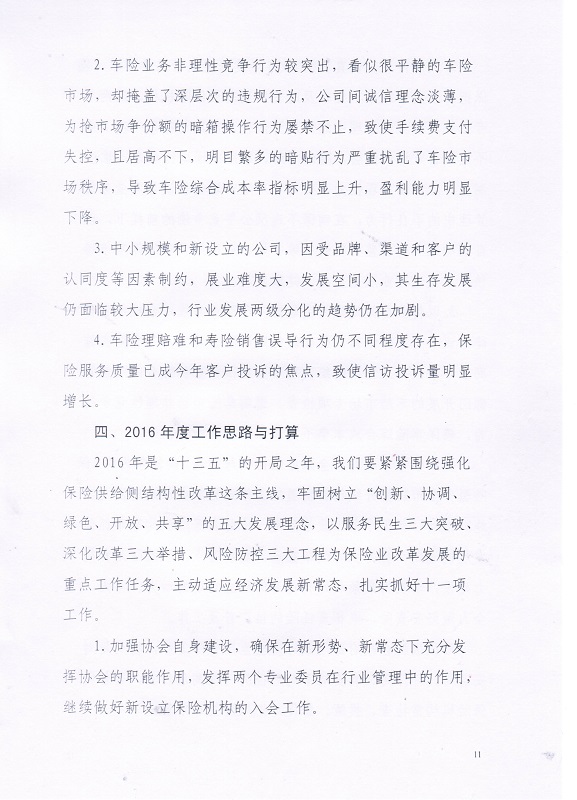 2.车险业务非理性竞争行为较突出，看似很平静的车险
市场，却掩盖了深层次的违规行为，公司间诚信理念淡薄，
为抢市场争份额的暗箱操作行为屡禁不止，致使手续费支付
失控，且居高不下，明目繁多的暗贴行为严重扰乱了车险市
场秩序，导致车险综合成本率指标明显上升，盈利能力明显
下降。
3.中小规模和新设立的公司，因受品牌、渠道和客户的
认同度等因素制约，展业难度大，发展空间小，其生存发展
仍面临较大压力，行业发展两级分化的趋势仍在加剧。
4.车险理赔难和寿险销售误导行为仍不同程度存在，保
险服务质量已成今年客户投诉的焦点，致使信访投诉量明显
增长。
四、2016 年度工作思路与打算
2016 年是“十三五”的开局之年，我们要紧紧围绕强化
保险供给侧结构性改革这条主线，牢固树立“创新、协调、
绿色、开放、共享”的五大发展理念，以服务民生三大突破、
深化改革三大举措、风险防控三大工程为保险业改革发展的
重点工作任务，主动适应经济发展新常态，扎实抓好十一项
工作。
1.加强协会自身建设，确保在新形势、新常态下充分发
挥协会的职能作用，发挥两个专业委员在行业管理中的作用，
继续做好新设立保险机构的入会工作。
11